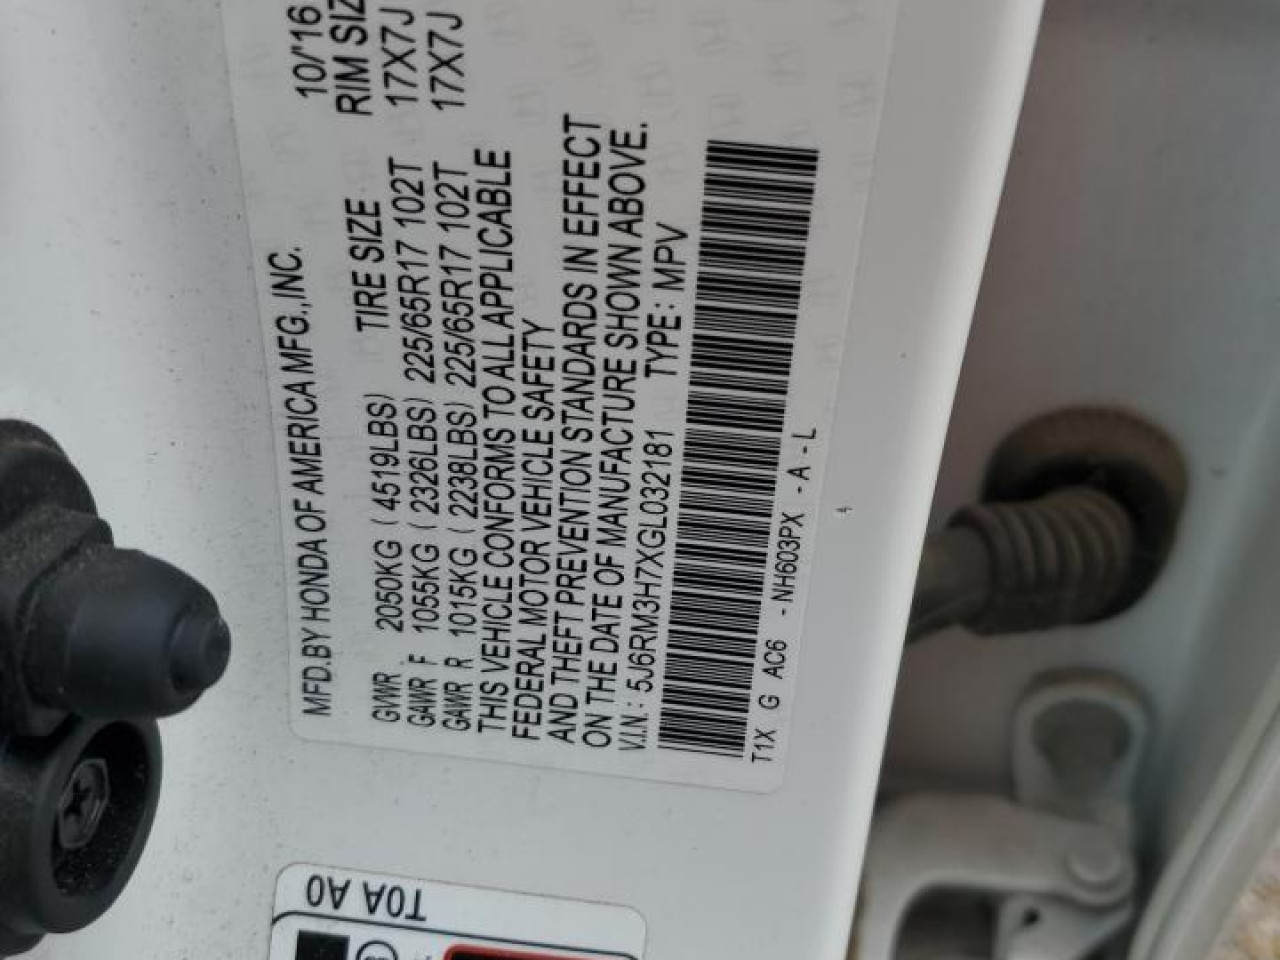 MFD.BY HONDA OF AMERICA MFG.,INC. 10/'16
TIRE SIZE
GVWR 2050KG ( 4519LBS)
GAWR F 1055KG ( 2326LBS) 225/65R17 102T 17X7J
GAWR R 1015KG ( 2238LBS) 225/65R17 102T 17X7J
THIS VEHICLE CONFORMS TO ALL APPLICABLE
FEDERAL MOTOR VEHICLE SAFETY
AND THEFT PREVENTION STANDARDS IN EFFECT
ON THE DATE OF MANUFACTURE SHOWN ABOVE.
V.I.N.: 5J6RM3H7XGL032181 TYPE: MPV
T1X G AC6 - NH603PX - A - L
T0A A0